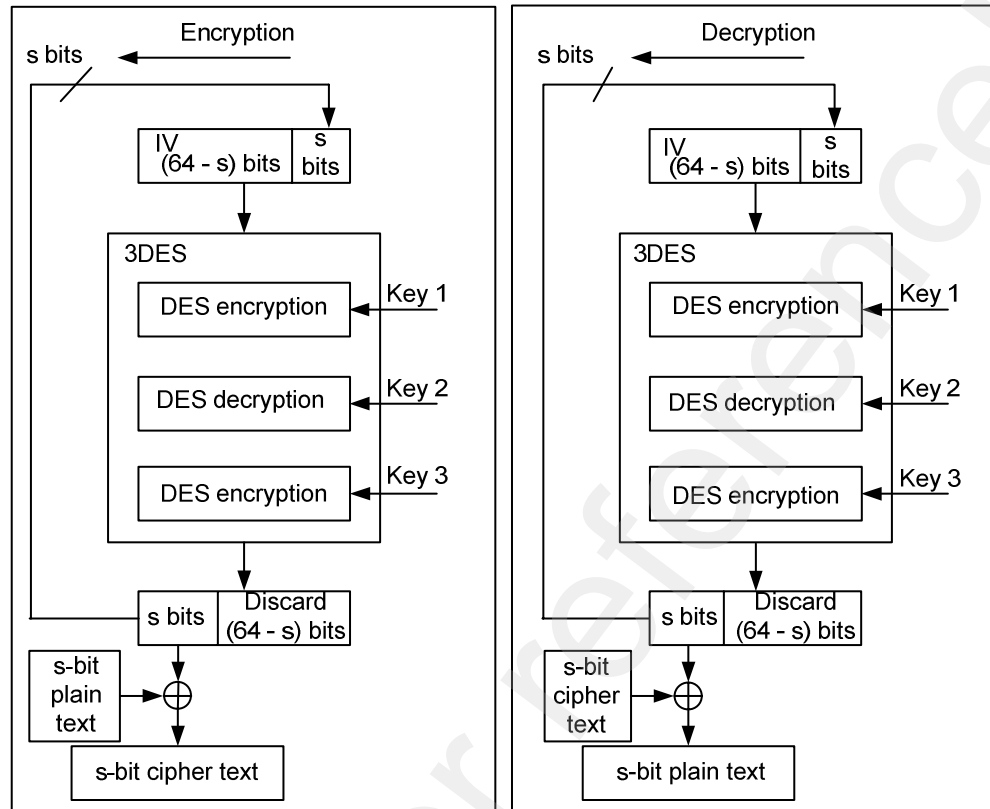 Encryption
s bits
IV
(64 - s) bits
s
bits
3DES
DES encryption
Key 1
DES decryption
Key 2
DES encryption
Key 3
s bits
Discard
(64 - s) bits
s-bit
plain
text
s-bit cipher text
Decryption
s bits
IV
(64 - s) bits
s
bits
3DES
DES encryption
Key 1
DES decryption
Key 2
DES encryption
Key 3
s bits
Discard
(64 - s) bits
s-bit
cipher
text
s-bit plain text
reference